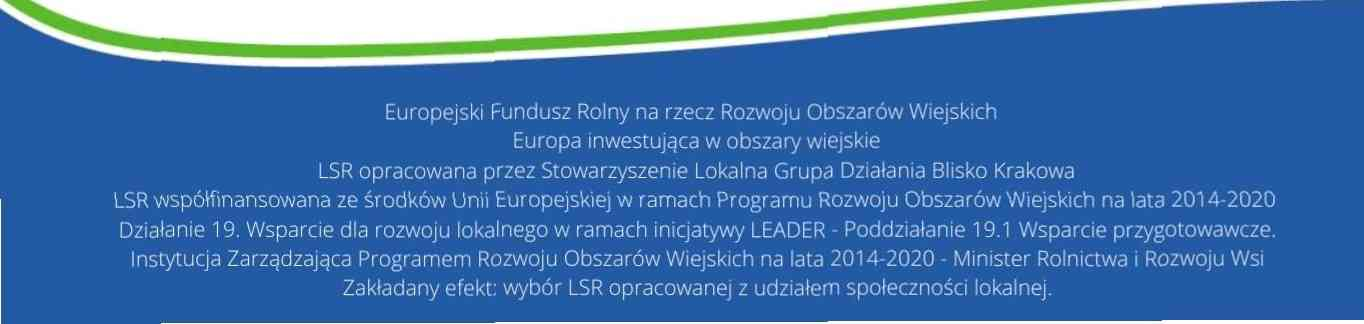 Europejski Fundusz Rolny na rzecz Rozwoju Obszarów Wiejskich
Europa inwestująca w obszary wiejskie
LSR opracowana przez Stowarzyszenie Lokalna Grupa Działania Blisko Krakowa
LSR współfinansowana ze środków Unii Europejskiej w ramach Programu Rozwoju Obszarów Wiejskich na lata 2014-2020
Działanie 19. Wsparcie dla rozwoju lokalnego w ramach inicjatywy LEADER - Poddziałanie 19.1 Wsparcie przygotowawcze.
Instytucja Zarządzająca Programem Rozwoju Obszarów Wiejskich na lata 2014-2020 - Minister Rolnictwa i Rozwoju Wsi
Zakładany efekt: wybór LSR opracowanej z udziałem społeczności lokalnej.